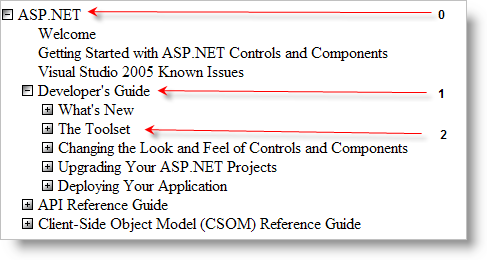 ASP.NET 0
Welcome
Getting Started with ASP.NET Controls and Components
Visual Studio 2005 Known Issues
Developer's Guide 1
What's New
The Toolset 2
Changing the Look and Feel of Controls and Components
Upgrading Your ASP.NET Projects
Deploying Your Application
API Reference Guide
Client-Side Object Model (CSOM) Reference Guide